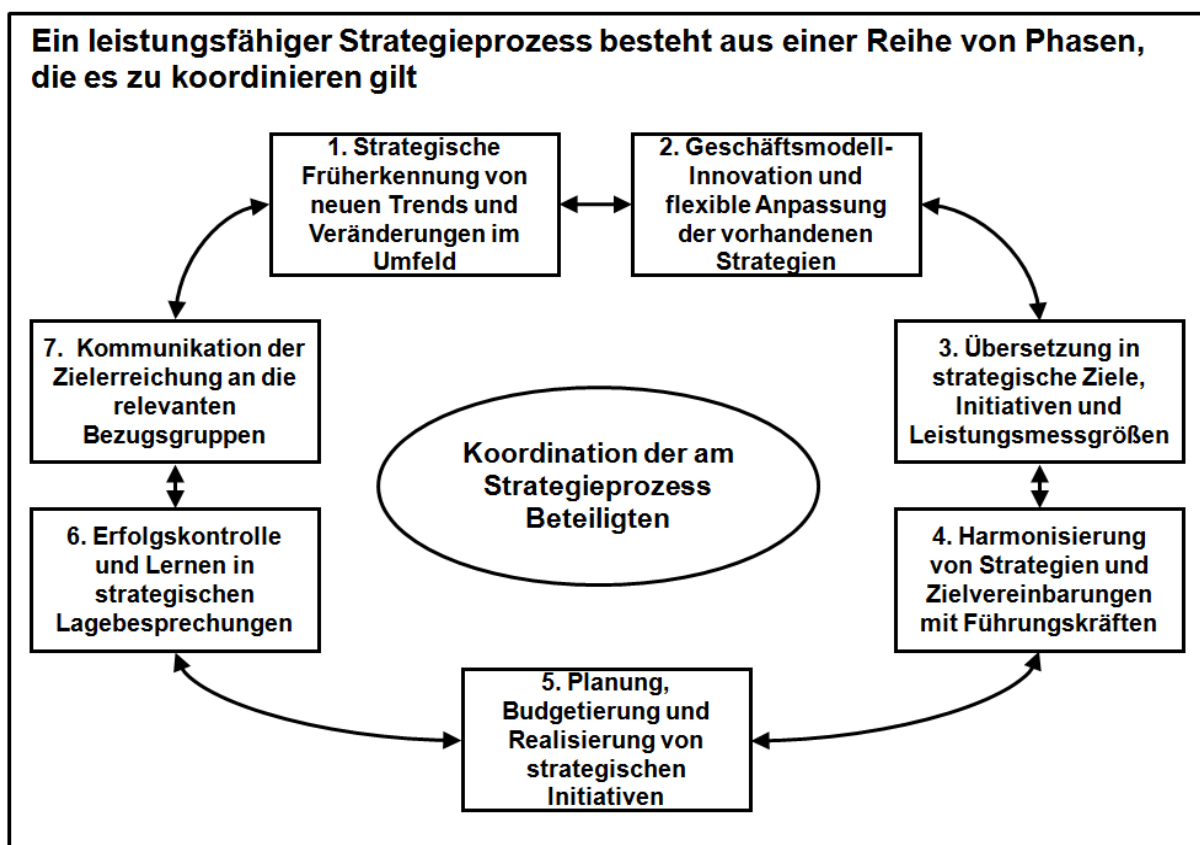 Ein leistungsfähiger Strategieprozess besteht aus einer Reihe von Phasen,
die es zu koordinieren gilt
1. Strategische
Früherkennung von
neuen Trends und
Veränderungen im
Umfeld
2. Geschäftsmodell-
Innovation und
flexible Anpassung
der vorhandenen
Strategien
3. Übersetzung in
strategische Ziele,
Initiativen und
Leistungsmessgrößen
4. Harmonisierung
von Strategien und
Zielvereinbarungen
mit Führungskräften
5. Planung,
Budgetierung und
Realisierung von
strategischen
Initiativen
6. Erfolgskontrolle
und Lernen in
strategischen
Lagebesprechungen
7. Kommunikation der
Zielerreichung an die
relevanten
Bezugsgruppen
Koordination der am
Strategieprozess
Beteiligten